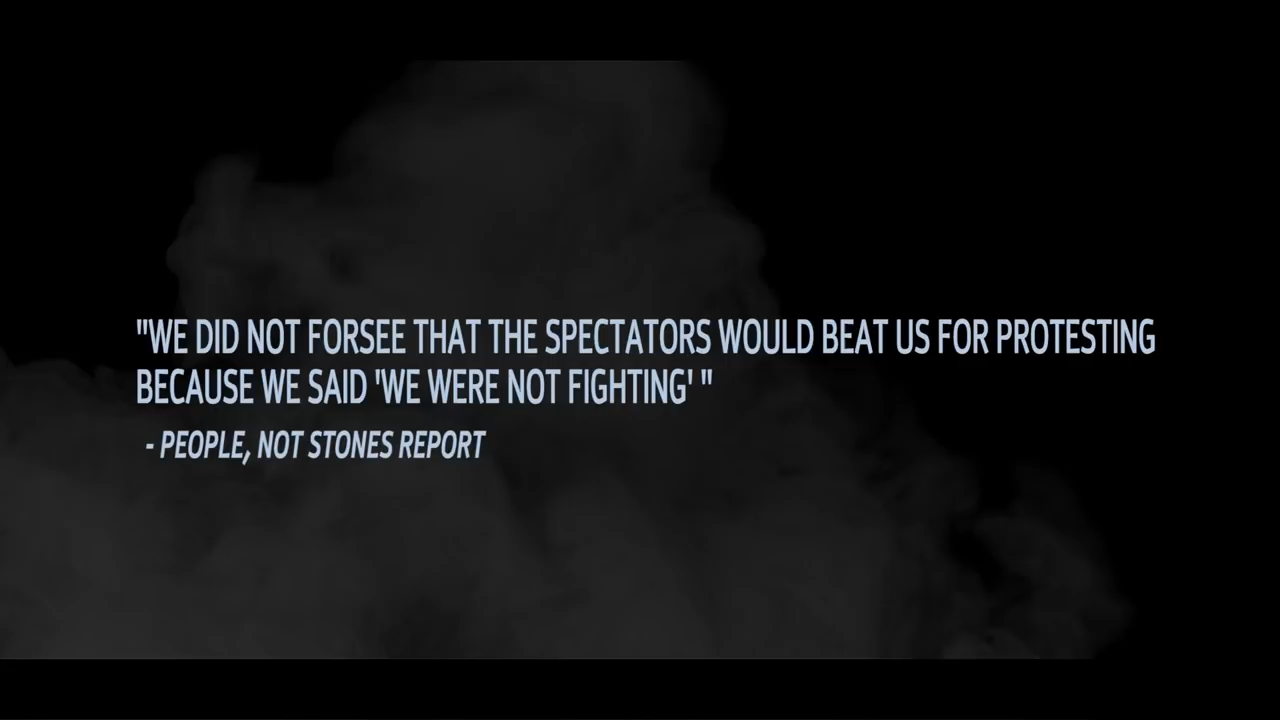 "WE DID NOT FORSEE THAT THE SPECTATORS WOULD BEAT US FOR PROTESTING
BECAUSE WE SAID 'WE WERE NOT FIGHTING' "
- PEOPLE, NOT STONES REPORT